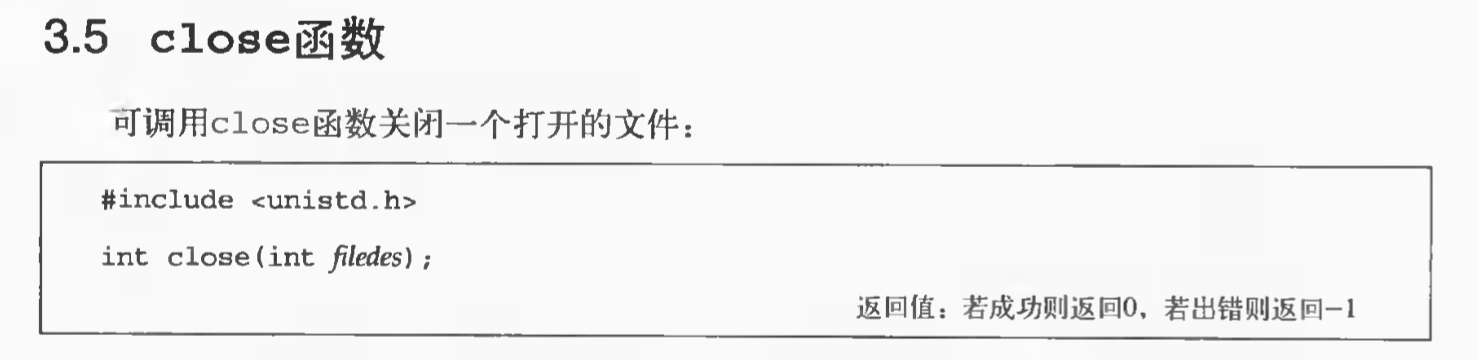 3.5 close函数
可调用close函数关闭一个打开的文件：
#include <unistd.h>
int close(int filedes);
返回值：若成功则返回0，若出错则返回−1